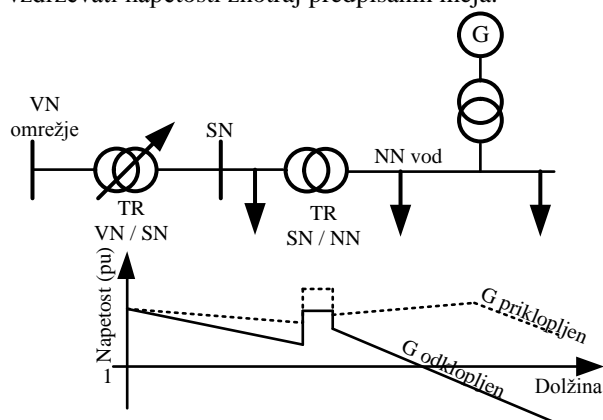 vzdrževati napetosti znotraj predpisanih meja.
G
VN
omrežje
SN
NN vod
TR
VN / SN
TR
SN / NN
Napetost (pu)
G priklopljen
1
G odklopljen
Dolžina